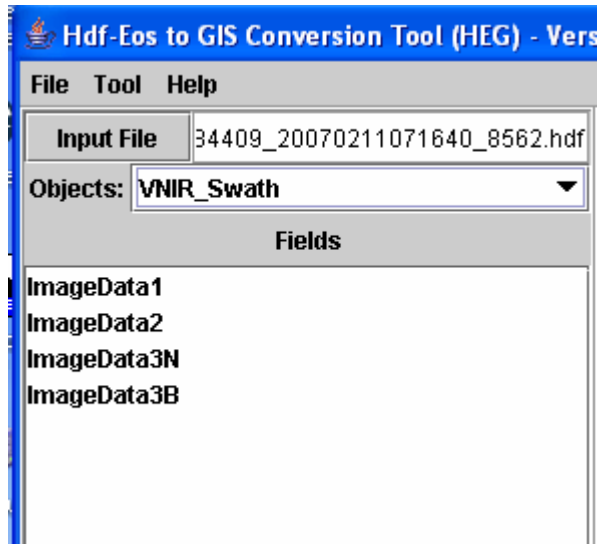 Hdf-Eos to GIS Conversion Tool (HEG) - Vers
File Tool Help
Input File 34409_20070211071640_8562.hdf
Objects: VNIR_Swath
Fields
ImageData1
ImageData2
ImageData3N
ImageData3B